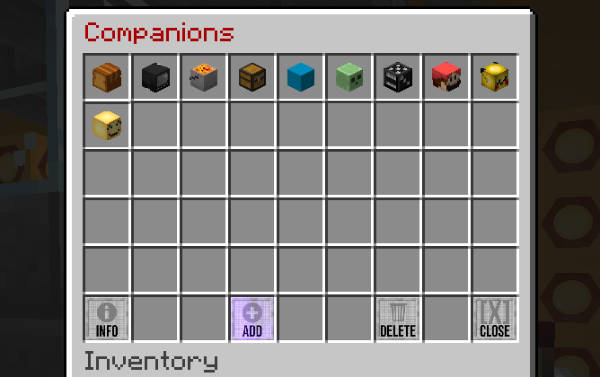 Companions
INFO
ADD
DELETE
[X]
CLOSE
Inventory